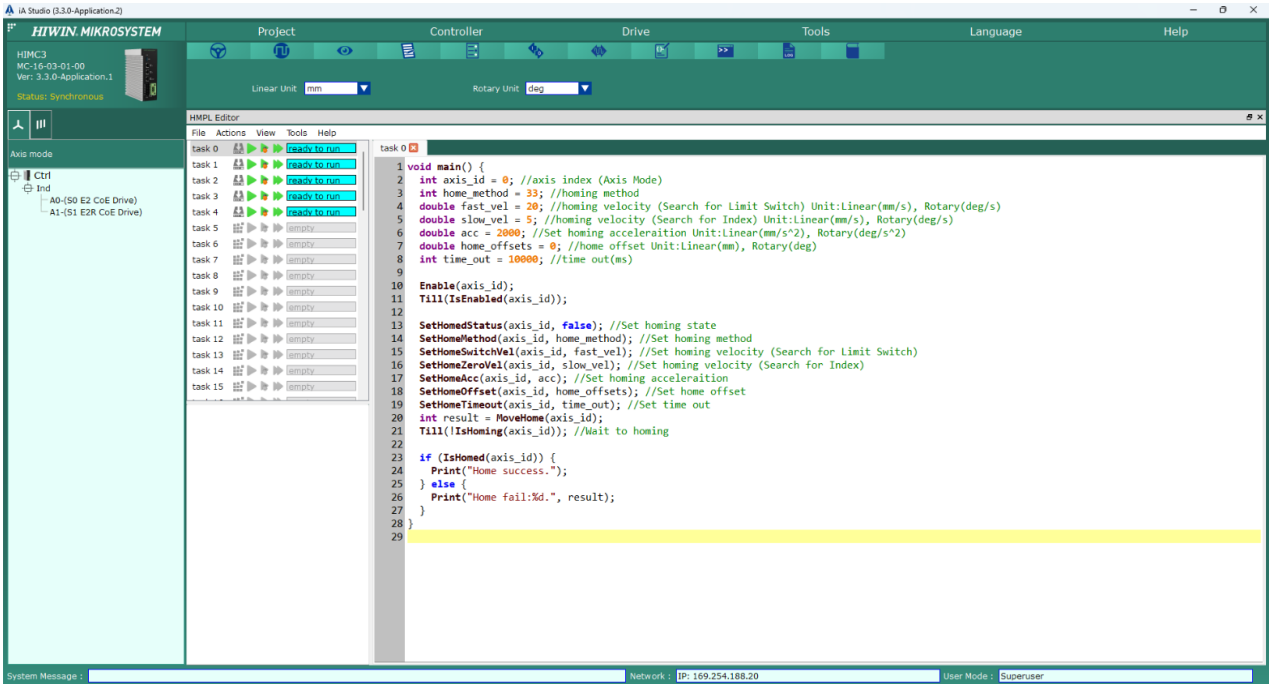 iA Studio (3.3.0-Application.2)
HIWIN. MIKROSYSTEM
Project Controller Drive Tools Language Help
HIMC3
MC-16-03-01-00
Ver: 3.3.0-Application.1
Status: Synchronous
Linear Unit mm Rotary Unit deg
HMPL Editor
File Actions View Tools Help
Axis mode
Ctrl
Ind
A0-(S0 E2 CoE Drive)
A1-(S1 E2R CoE Drive)
task 0 ready to run
task 1 ready to run
task 2 ready to run
task 3 ready to run
task 4 ready to run
task 5 empty
task 6 empty
task 7 empty
task 8 empty
task 9 empty
task 10 empty
task 11 empty
task 12 empty
task 13 empty
task 14 empty
task 15 empty
task 0
1 void main() {
2 int axis_id = 0; //axis index (Axis Mode)
3 int home_method = 33; //homing method
4 double fast_vel = 20; //homing velocity (Search for Limit Switch) Unit:Linear(mm/s), Rotary(deg/s)
5 double slow_vel = 5; //homing velocity (Search for Index) Unit:Linear(mm/s), Rotary(deg/s)
6 double acc = 2000; //Set homing acceleraition Unit:Linear(mm/s^2), Rotary(deg/s^2)
7 double home_offsets = 0; //home offset Unit:Linear(mm), Rotary(deg)
8 int time_out = 10000; //time out(ms)
9
10 Enable(axis_id);
11 Till(IsEnabled(axis_id));
12
13 SetHomedStatus(axis_id, false); //Set homing state
14 SetHomeMethod(axis_id, home_method); //Set homing method
15 SetHomeSwitchVel(axis_id, fast_vel); //Set homing velocity (Search for Limit Switch)
16 SetHomeZeroVel(axis_id, slow_vel); //Set homing velocity (Search for Index)
17 SetHomeAcc(axis_id, acc); //Set homing acceleraition
18 SetHomeOffset(axis_id, home_offsets); //Set home offset
19 SetHomeTimeout(axis_id, time_out); //Set time out
20 int result = MoveHome(axis_id);
21 Till(!IsHoming(axis_id)); //Wait to homing
22
23 if (IsHomed(axis_id)) {
24 Print("Home success.");
25 } else {
26 Print("Home fail:%d.", result);
27 }
28 }
29
System Message : Network : IP: 169.254.188.20 User Mode : Superuser